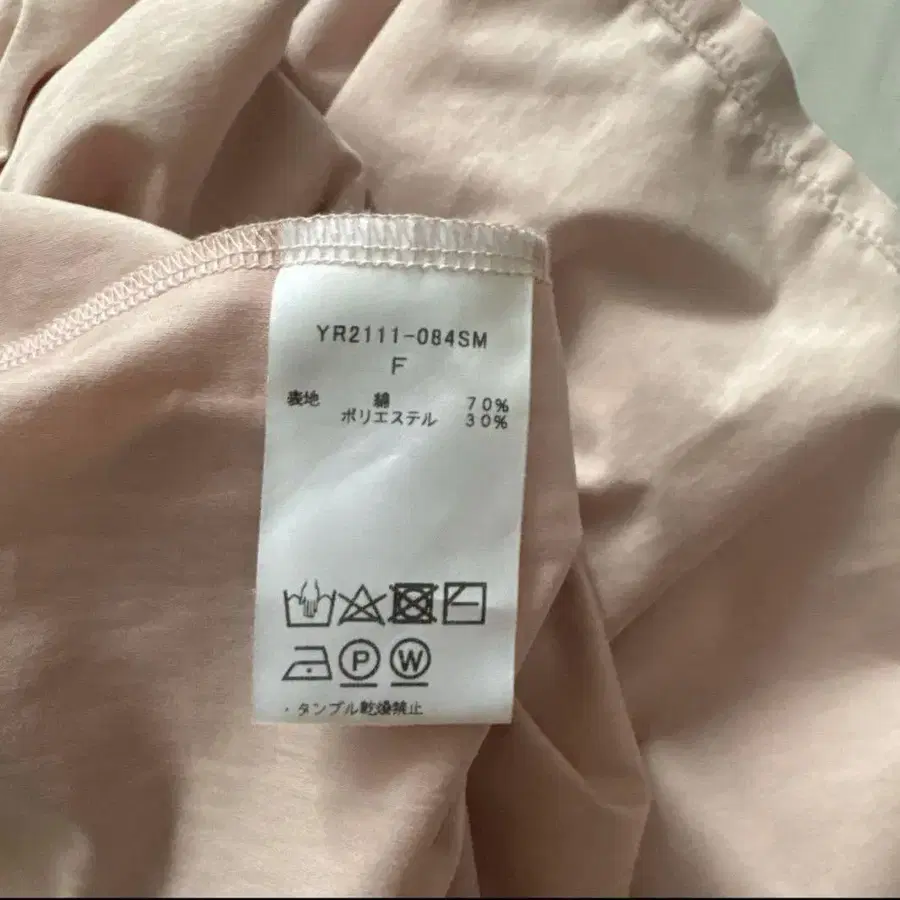 YR2111-084SM
F
表地 綿 70%
ポリエステル 30%
P W
・タンブル乾燥禁止